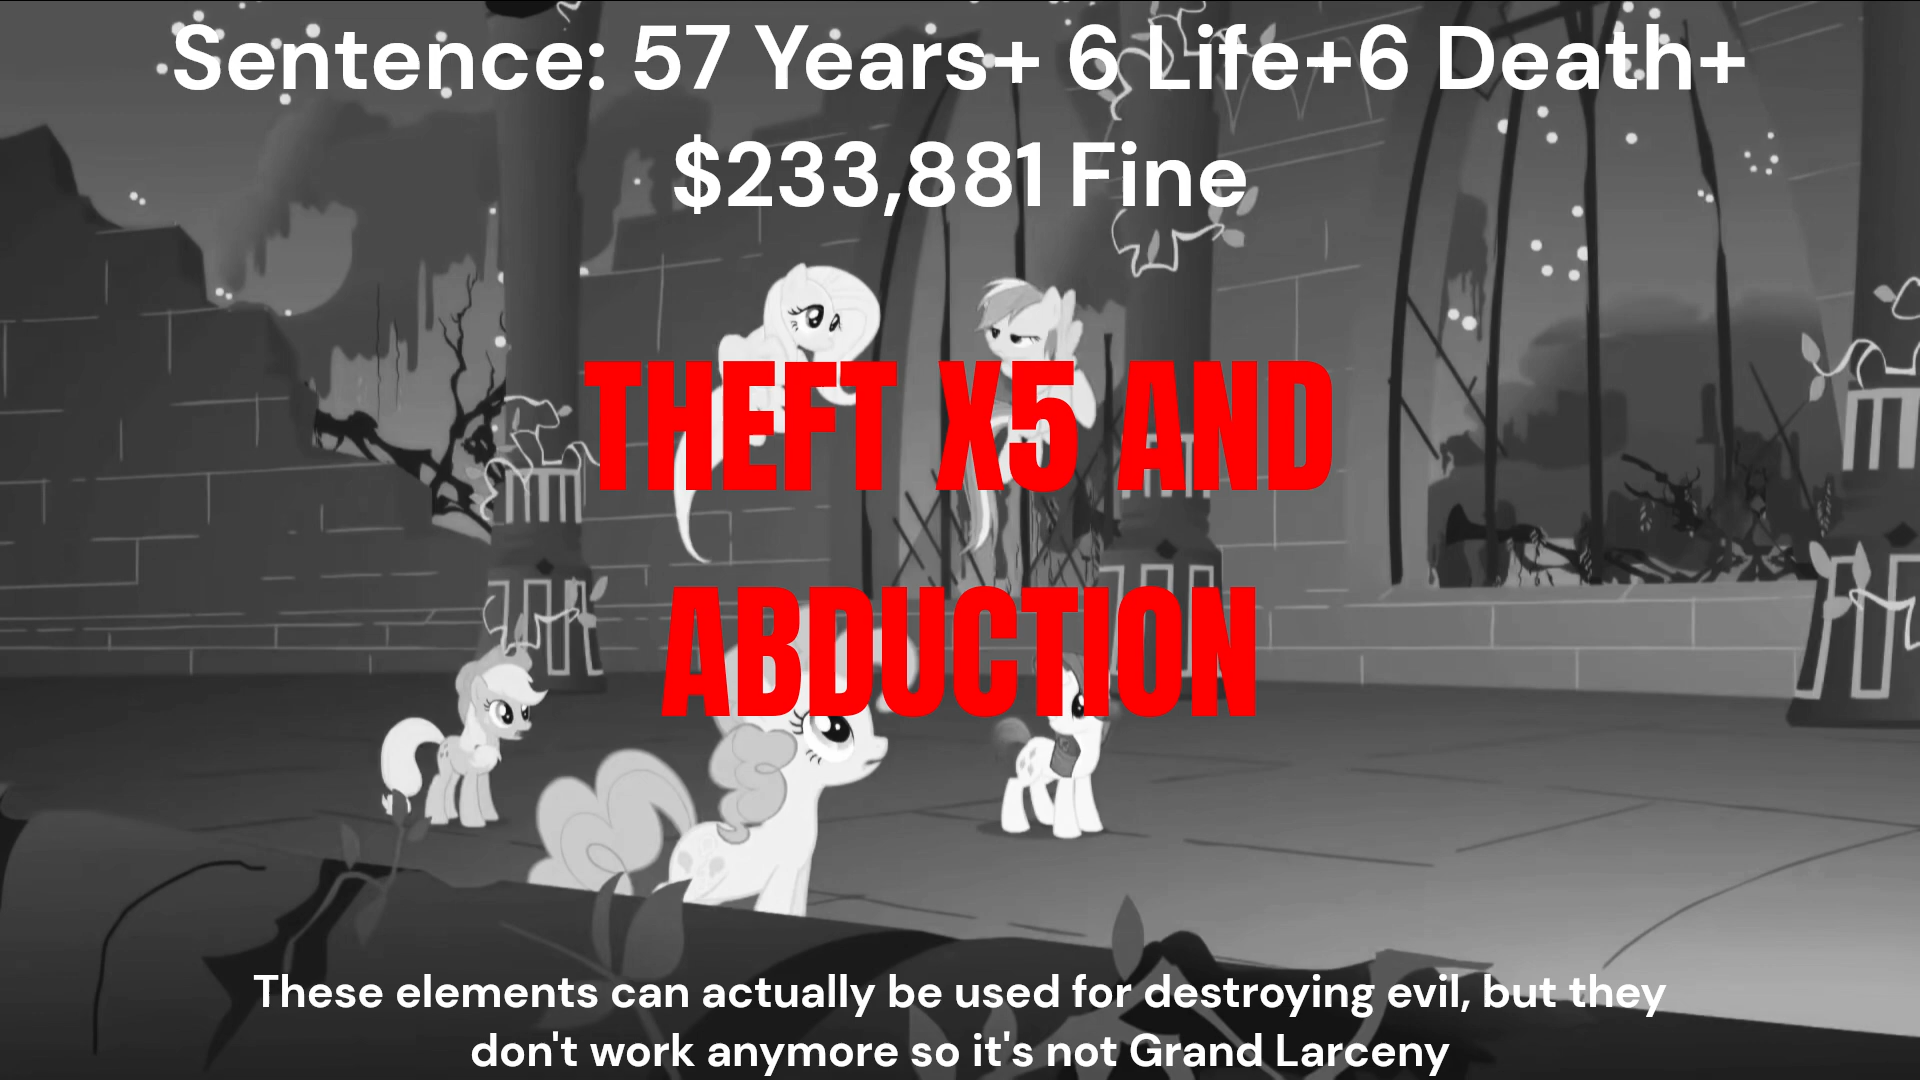 Sentence: 57 Years+ 6 Life+6 Death+
$233,881 Fine
THEFT X5 AND
ABDUCTION
These elements can actually be used for destroying evil, but they
don't work anymore so it's not Grand Larceny